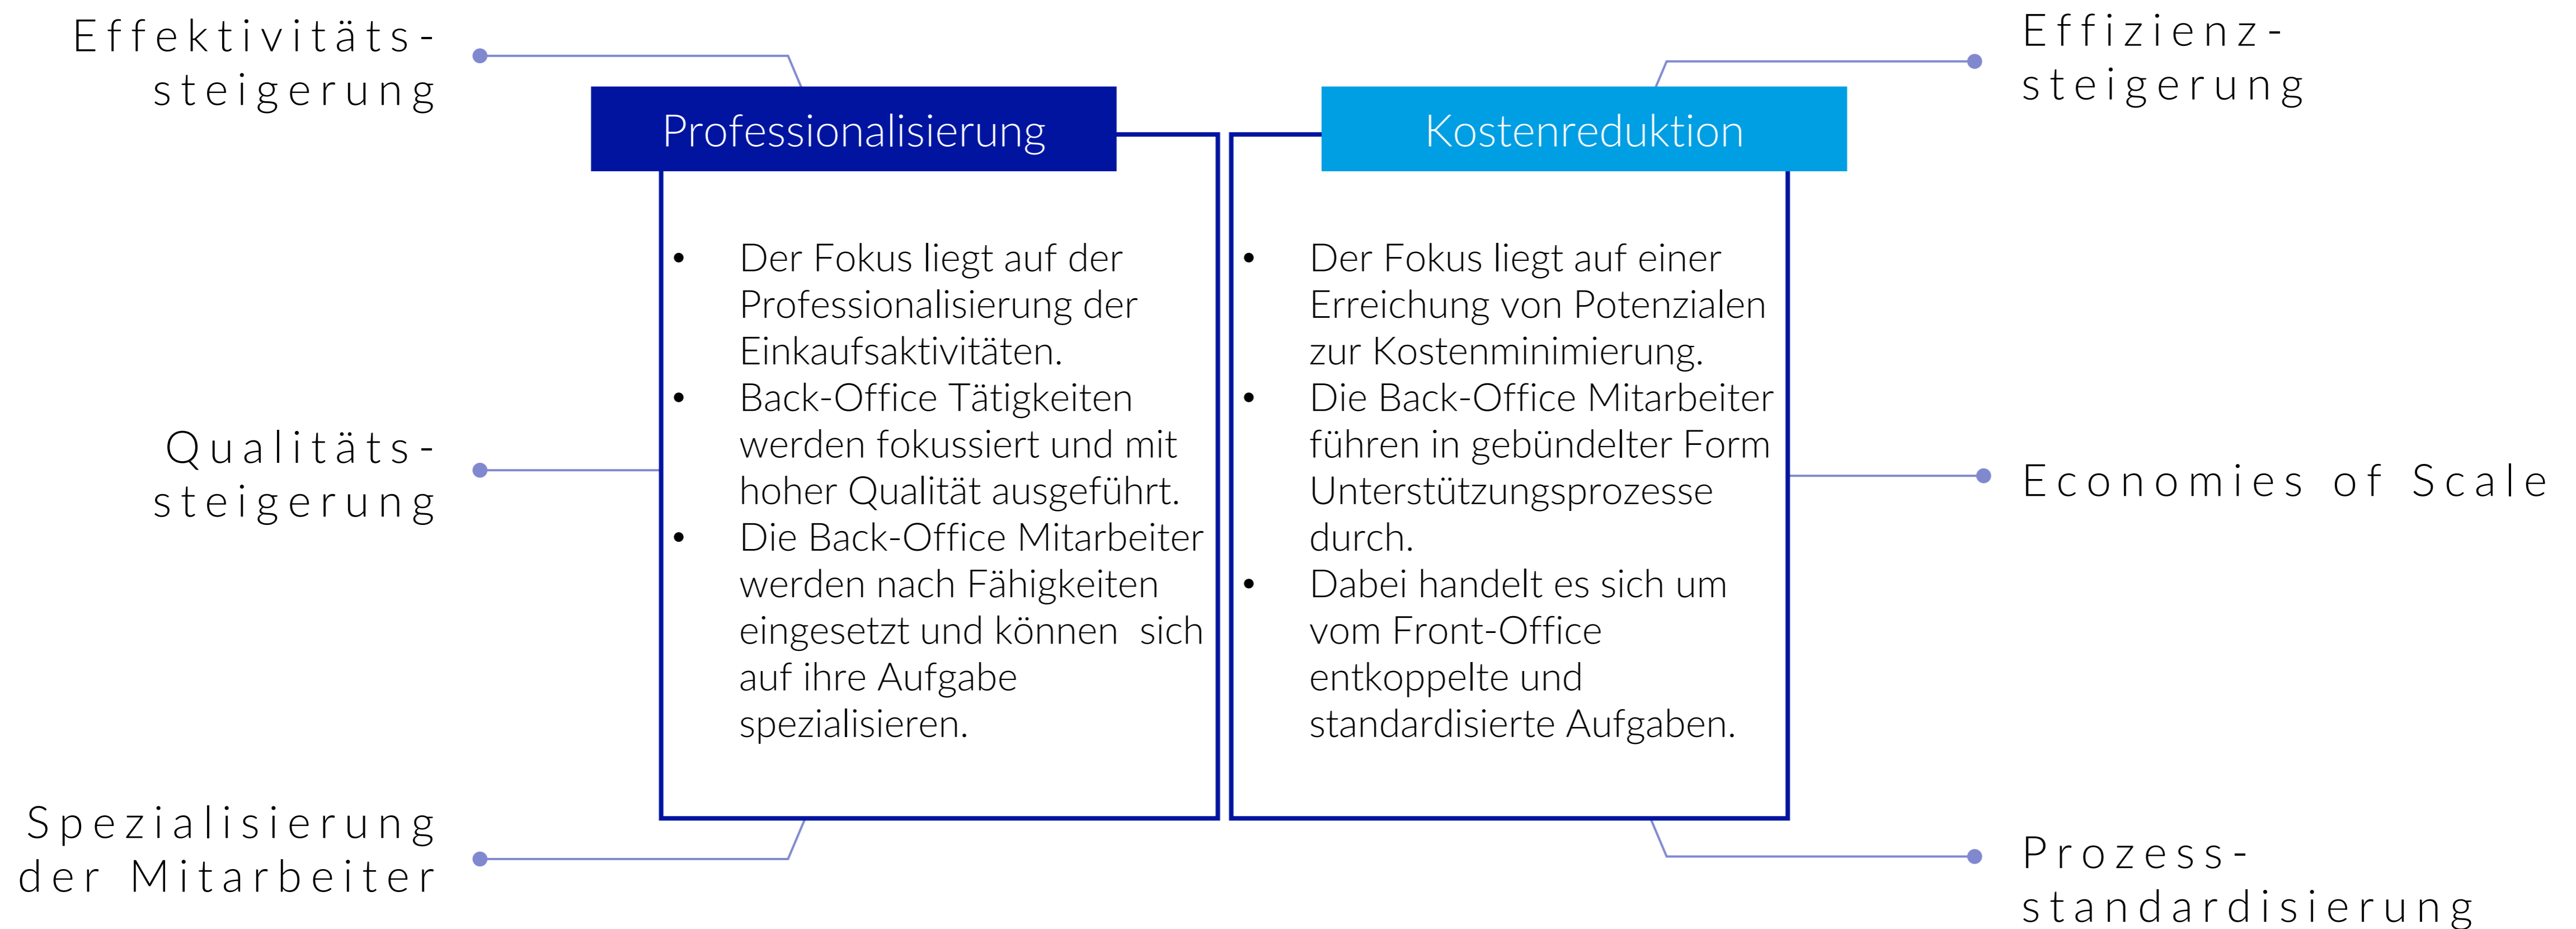 Effektivitäts-
steigerung
Qualitäts-
steigerung
Spezialisierung
der Mitarbeiter
Professionalisierung
• Der Fokus liegt auf der
Professionalisierung der
Einkaufsaktivitäten.
• Back-Office Tätigkeiten
werden fokussiert und mit
hoher Qualität ausgeführt.
• Die Back-Office Mitarbeiter
werden nach Fähigkeiten
eingesetzt und können  sich
auf ihre Aufgabe
spezialisieren.
Kostenreduktion
• Der Fokus liegt auf einer
Erreichung von Potenzialen
zur Kostenminimierung.
• Die Back-Office Mitarbeiter
führen in gebündelter Form
Unterstützungsprozesse
durch.
• Dabei handelt es sich um
vom Front-Office
entkoppelte und
standardisierte Aufgaben.
Effizienz-
steigerung
Economies of Scale
Prozess-
standardisierung